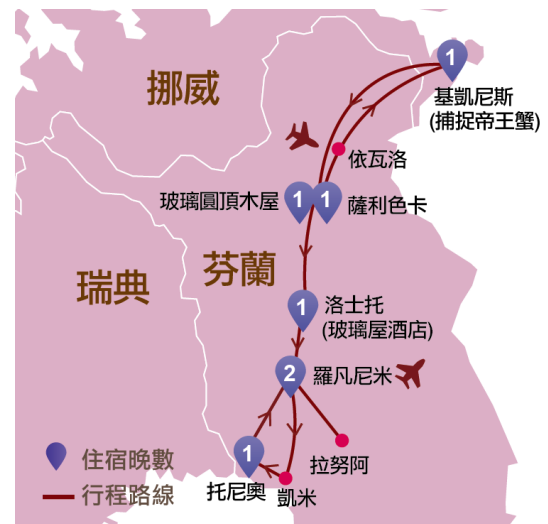 挪威
1
基凱尼斯
(捕捉帝王蟹)
依瓦洛
玻璃圓頂木屋
1
1
薩利色卡
芬蘭
瑞典
1
洛士托
(玻璃屋酒店)
2
羅凡尼米
拉努阿
1
托尼奧
凱米
住宿晚數
行程路線